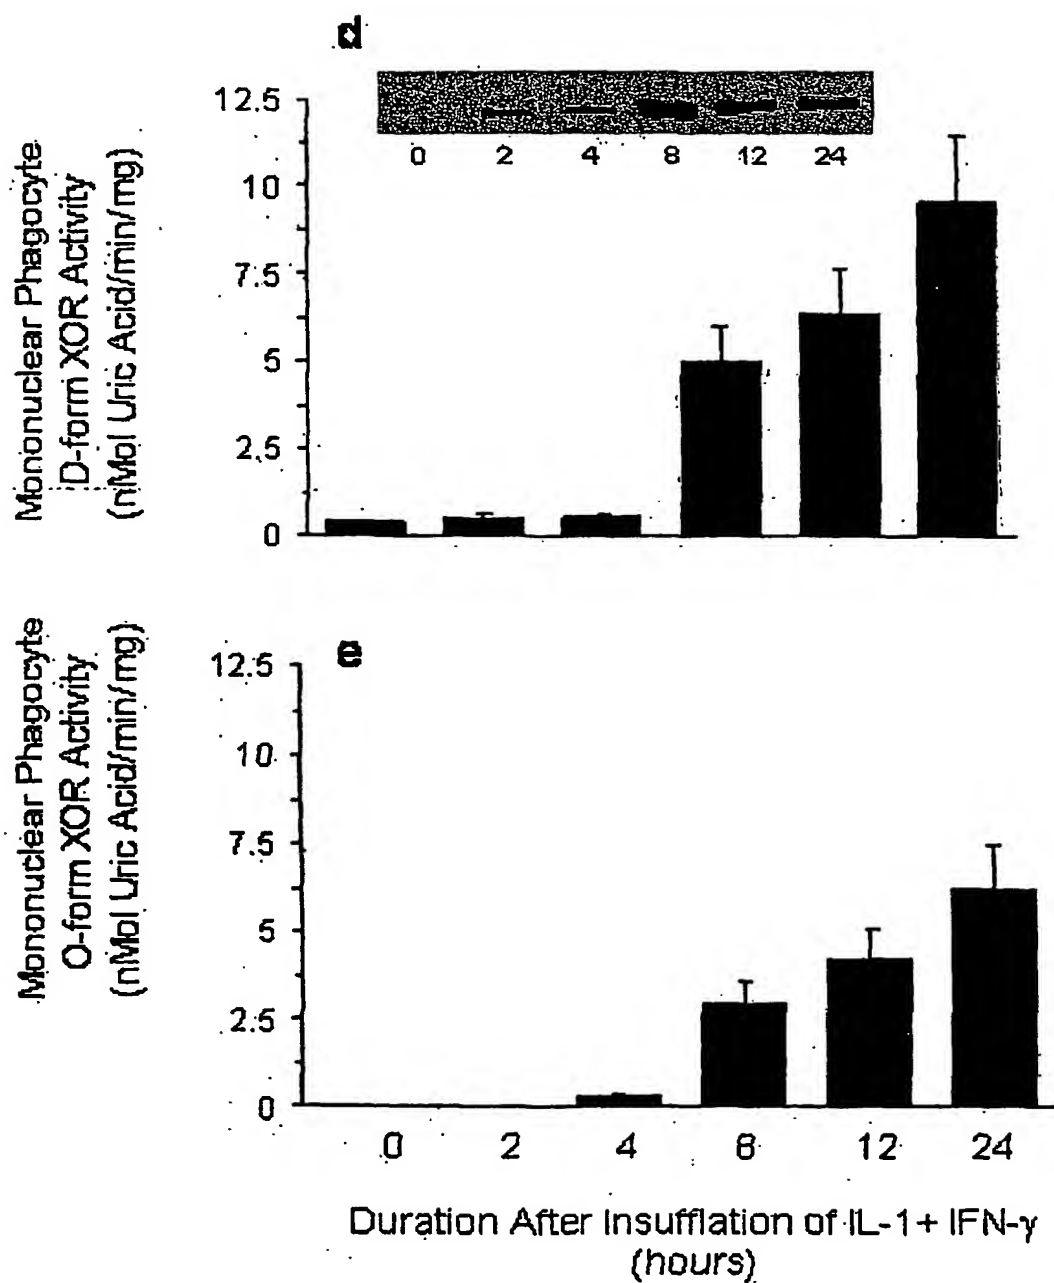 d
Mononuclear Phagocyte
D-form XOR Activity
(nMol Uric Acid/min/mg)
12.5
10
7.5
5
2.5
0
0 2 4 8 12 24
e
Mononuclear Phagocyte
O-form XOR Activity
(nMol Uric Acid/min/mg)
12.5
10
7.5
5
2.5
0
0 2 4 8 12 24
Duration After Insufflation of IL-1+ IFN-γ
(hours)